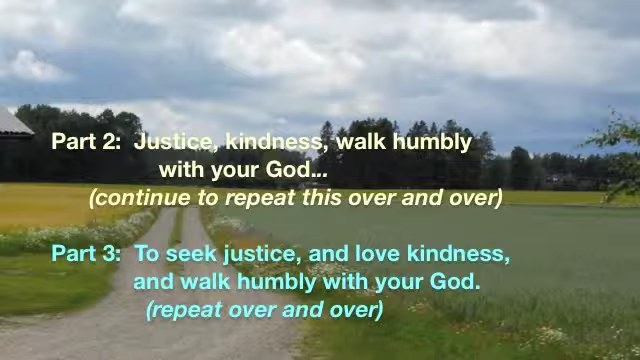 Part 2: Justice, kindness, walk humbly
with your God...
(continue to repeat this over and over)
Part 3: To seek justice, and love kindness,
and walk humbly with your God.
(repeat over and over)